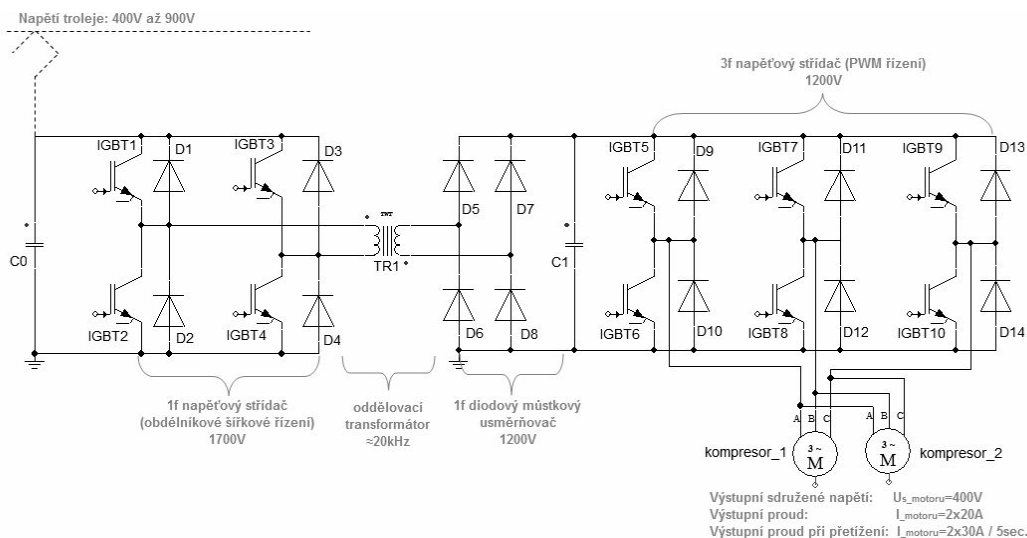 Napětí troleje: 400V až 900V
3f napěťový střídač (PWM řízení)
1200V
IGBT1
D1
IGBT3
D3
D5
D7
IGBT5
D9
IGBT7
D11
IGBT9
D13
TWT
TR1
C0
C1
IGBT2
D2
IGBT4
D4
D6
D8
IGBT6
D10
IGBT8
D12
IGBT10
D14
1f napěťový střídač
(obdélníkové šířkové řízení)
1700V
oddělovací
transformátor
≈20kHz
1f diodový můstkový
usměrňovač
1200V
A B C
A B C
kompresor_1
3~
M
3~
M
kompresor_2
Výstupní sdružené napětí: Us_motoru=400V
Výstupní proud: I_motoru=2x20A
Výstupní proud při přetížení: I_motoru=2x30A / 5sec.